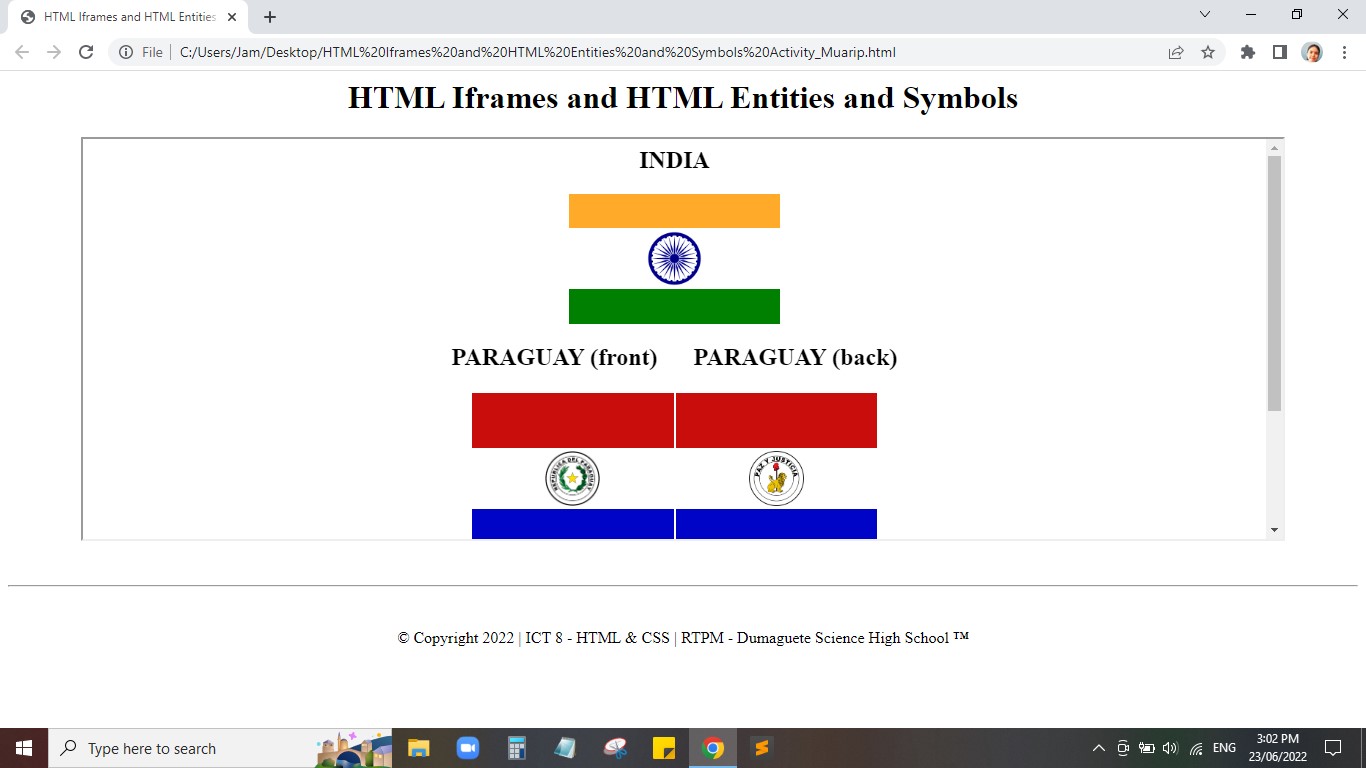 HTML Iframes and HTML Entities
File | C:/Users/Jam/Desktop/HTML%20Iframes%20and%20HTML%20Entities%20and%20Symbols%20Activity_Muarip.html
HTML Iframes and HTML Entities and Symbols
INDIA
PARAGUAY (front) PARAGUAY (back)
REPUBLICA DEL PARAGUAY
PAZ Y JUSTICIA
© Copyright 2022 | ICT 8 - HTML & CSS | RTPM - Dumaguete Science High School ™
Type here to search
ENG
3:02 PM
23/06/2022